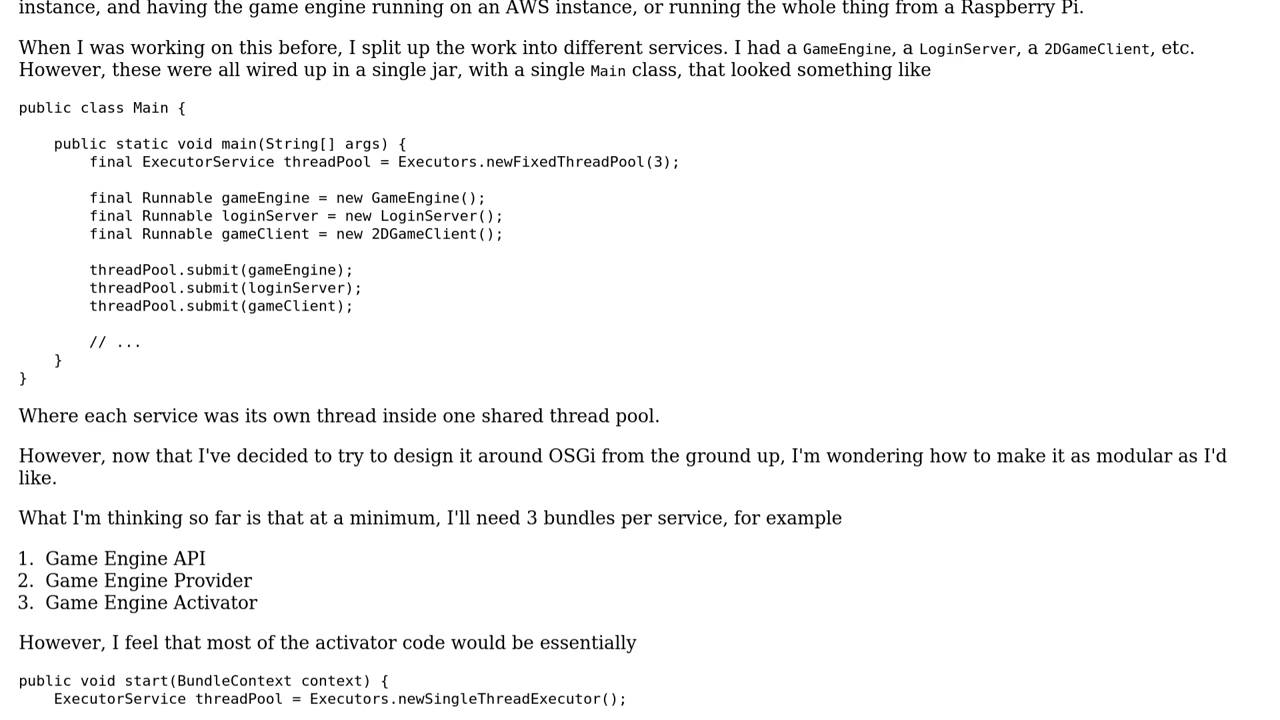 instance, and having the game engine running on an AWS instance, or running the whole thing from a Raspberry Pi.
When I was working on this before, I split up the work into different services. I had a GameEngine, a LoginServer, a 2DGameClient, etc.
However, these were all wired up in a single jar, with a single Main class, that looked something like
public class Main {
    public static void main(String[] args) {
        final ExecutorService threadPool = Executors.newFixedThreadPool(3);
        final Runnable gameEngine = new GameEngine();
        final Runnable loginServer = new LoginServer();
        final Runnable gameClient = new 2DGameClient();
        threadPool.submit(gameEngine);
        threadPool.submit(loginServer);
        threadPool.submit(gameClient);
        // ...
    }
}
Where each service was its own thread inside one shared thread pool.
However, now that I've decided to try to design it around OSGi from the ground up, I'm wondering how to make it as modular as I'd
like.
What I'm thinking so far is that at a minimum, I'll need 3 bundles per service, for example
1. Game Engine API
2. Game Engine Provider
3. Game Engine Activator
However, I feel that most of the activator code would be essentially
public void start(BundleContext context) {
    ExecutorService threadPool = Executors.newSingleThreadExecutor();